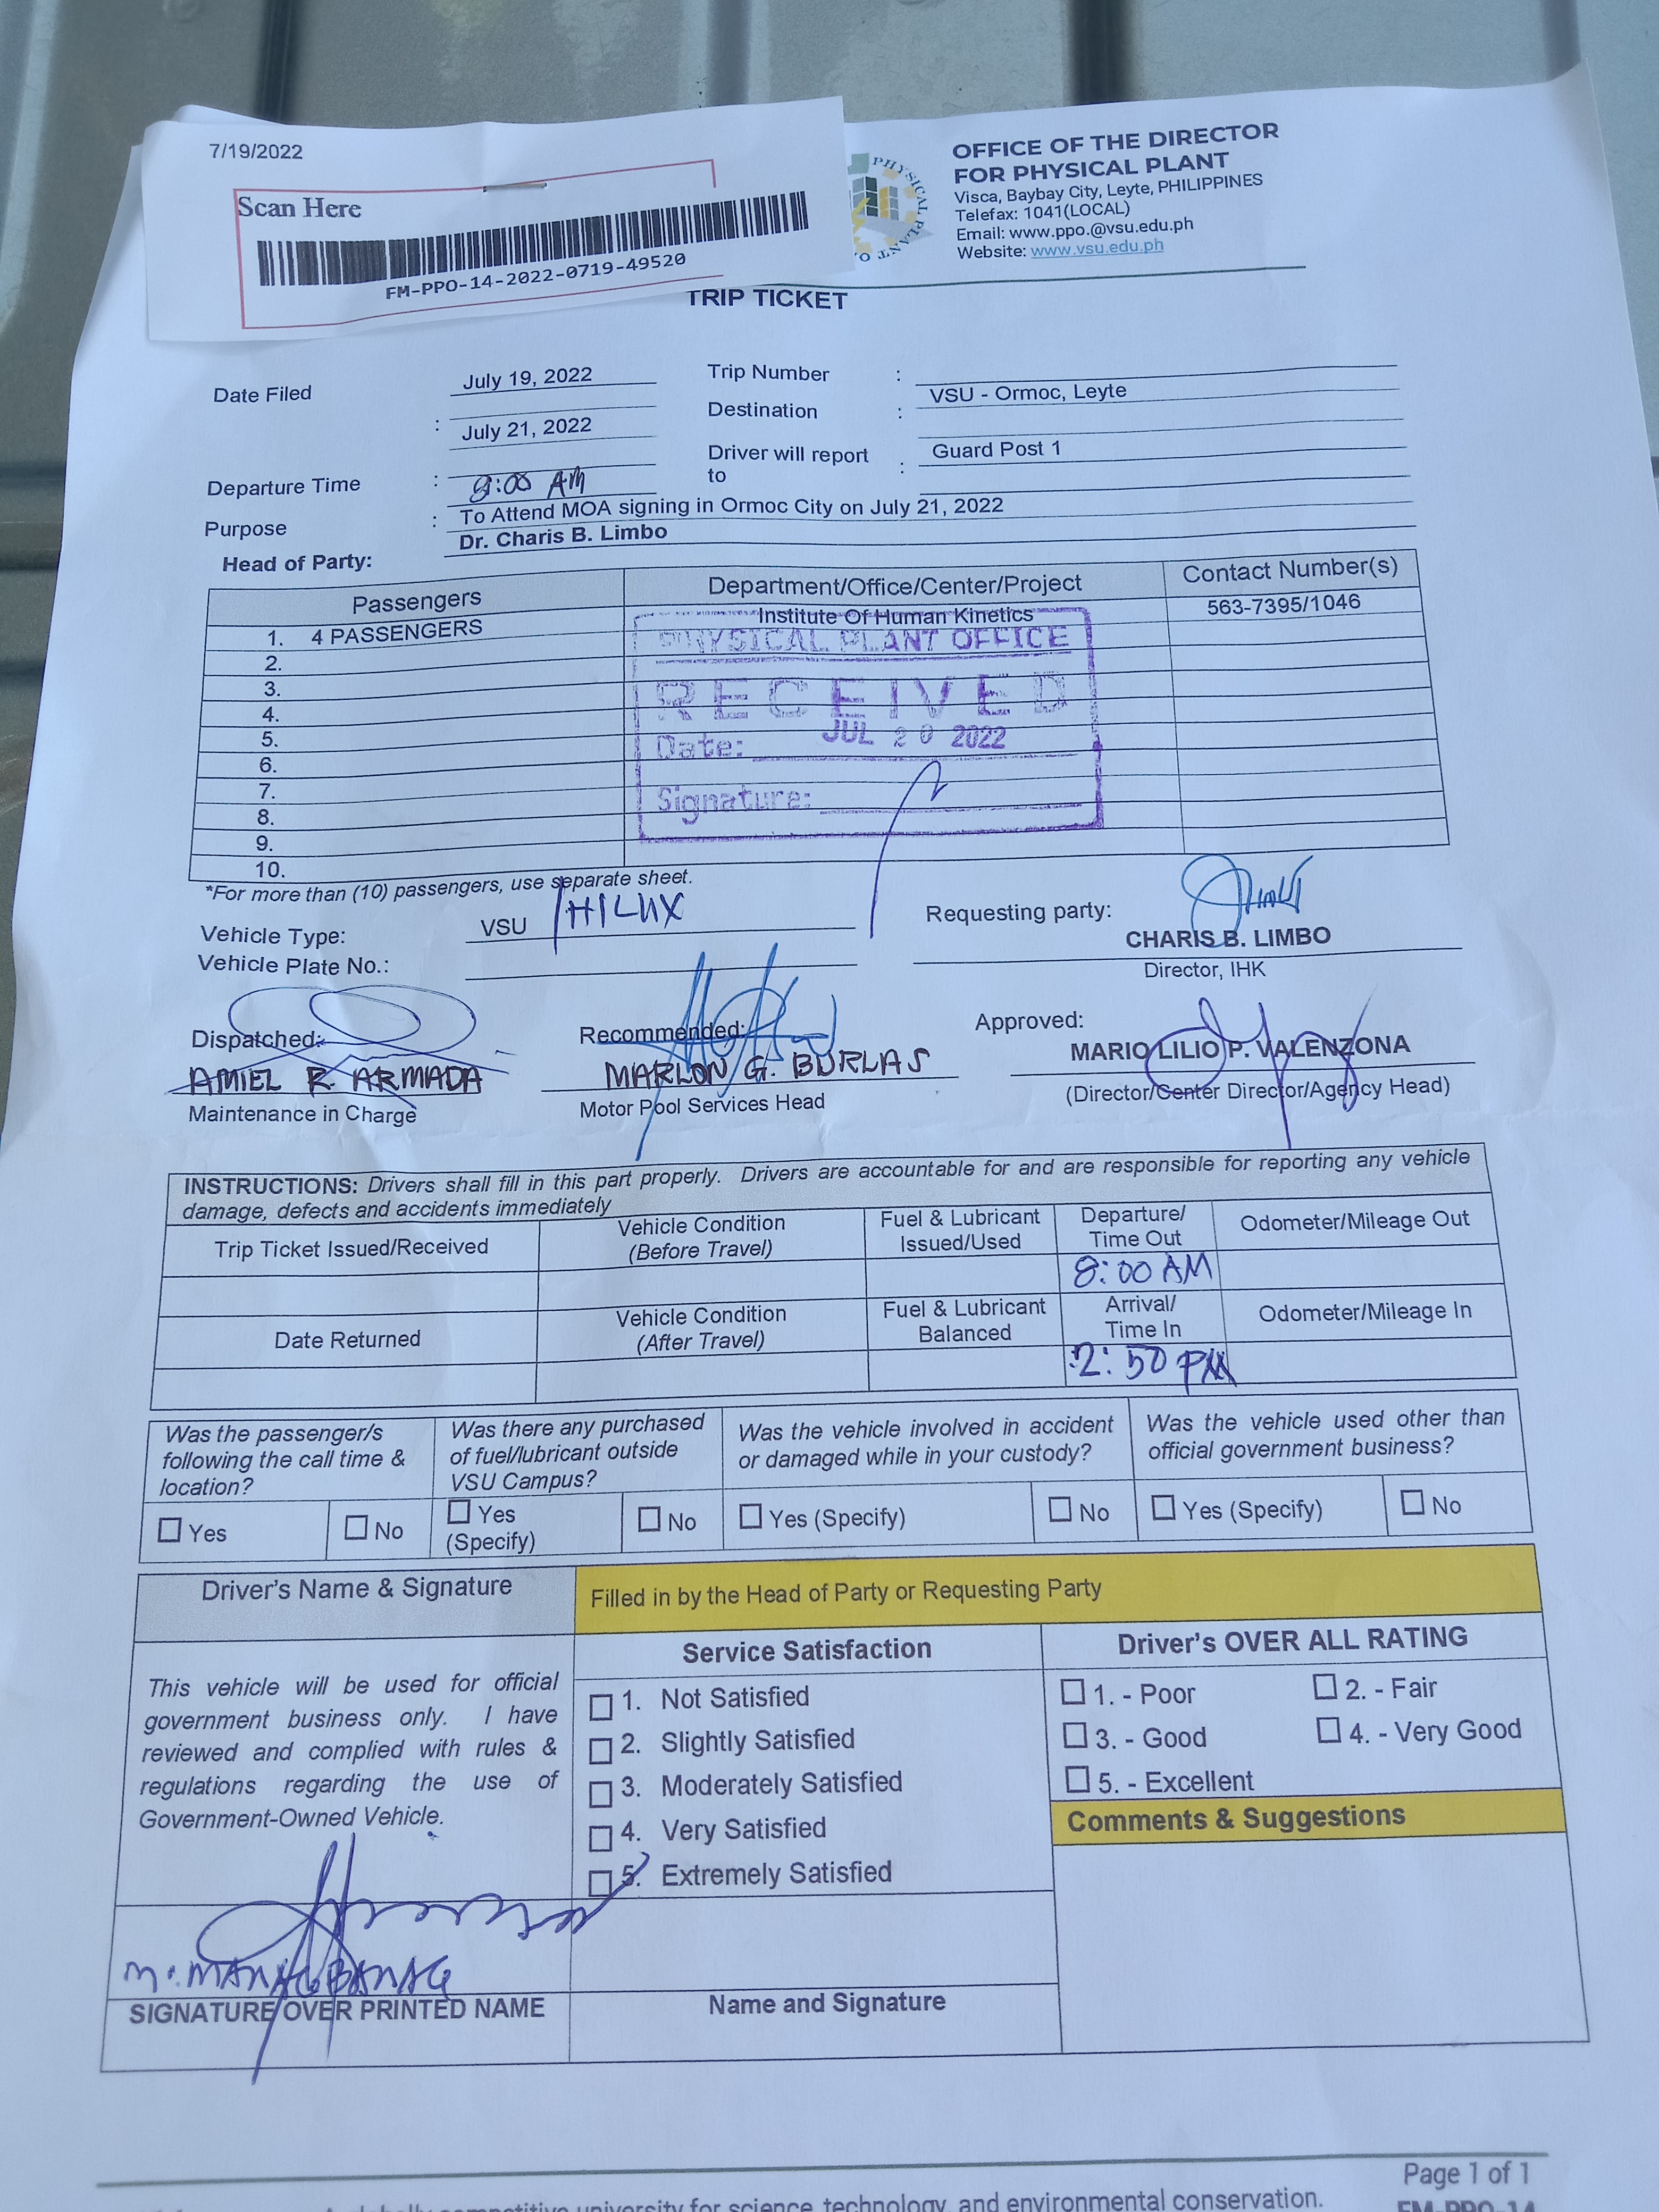 7/19/2022
Scan Here
FM-PPO-14-2022-0719-49520
OFFICE OF THE DIRECTOR
FOR PHYSICAL PLANT
Visca, Baybay City, Leyte, PHILIPPINES
Telefax: 1041(LOCAL)
Email: www.ppo.@vsu.edu.ph
Website: www.vsu.edu.ph
TRIP TICKET
Date Filed July 19, 2022 Trip Number :
: July 21, 2022 Destination : VSU - Ormoc, Leyte
Departure Time : 8:00 AM Driver will report to : Guard Post 1
Purpose : To Attend MOA signing in Ormoc City on July 21, 2022
Head of Party: Dr. Charis B. Limbo
Passengers Department/Office/Center/Project Contact Number(s)
1. 4 PASSENGERS Institute Of Human Kinetics 563-7395/1046
2.
3.
4.
5.
6.
7.
8.
9.
10.
PHYSICAL PLANT OFFICE
RECEIVED
Date: JUL 20 2022
Signature:
*For more than (10) passengers, use separate sheet.
Vehicle Type: VSU /HILUX
Vehicle Plate No.:
Requesting party:
CHARIS B. LIMBO
Director, IHK
Dispatched: Recommended: Approved:
AMIEL R. ARMADA MARLON G. BURLAS MARIO LILIO P. VALENZONA
Maintenance in Charge Motor Pool Services Head (Director/Center Director/Agency Head)
INSTRUCTIONS: Drivers shall fill in this part properly. Drivers are accountable for and are responsible for reporting any vehicle
damage, defects and accidents immediately
Trip Ticket Issued/Received Vehicle Condition (Before Travel) Fuel & Lubricant Issued/Used Departure/ Time Out Odometer/Mileage Out
8:00 AM
Date Returned Vehicle Condition (After Travel) Fuel & Lubricant Balanced Arrival/ Time In Odometer/Mileage In
2:50 PM
Was the passenger/s following the call time & location?
Yes No
Was there any purchased of fuel/lubricant outside VSU Campus?
Yes (Specify) No
Was the vehicle involved in accident or damaged while in your custody?
Yes (Specify) No
Was the vehicle used other than official government business?
Yes (Specify) No
Driver's Name & Signature
Filled in by the Head of Party or Requesting Party
This vehicle will be used for official
government business only. I have
reviewed and complied with rules &
regulations regarding the use of
Government-Owned Vehicle.
M. MANAGBANAG
SIGNATURE OVER PRINTED NAME
Service Satisfaction
1. Not Satisfied
2. Slightly Satisfied
3. Moderately Satisfied
4. Very Satisfied
5. Extremely Satisfied
Name and Signature
Driver's OVER ALL RATING
1. - Poor 2. - Fair
3. - Good 4. - Very Good
5. - Excellent
Comments & Suggestions
Page 1 of 1
FM-PPO-14
university for science, technology, and environmental conservation.